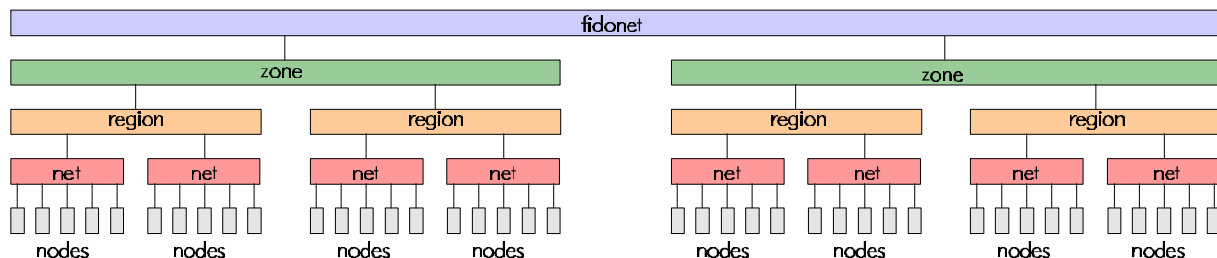 fidonet
zone zone
region region region region
net net net net net net net net
nodes nodes nodes nodes nodes nodes nodes nodes